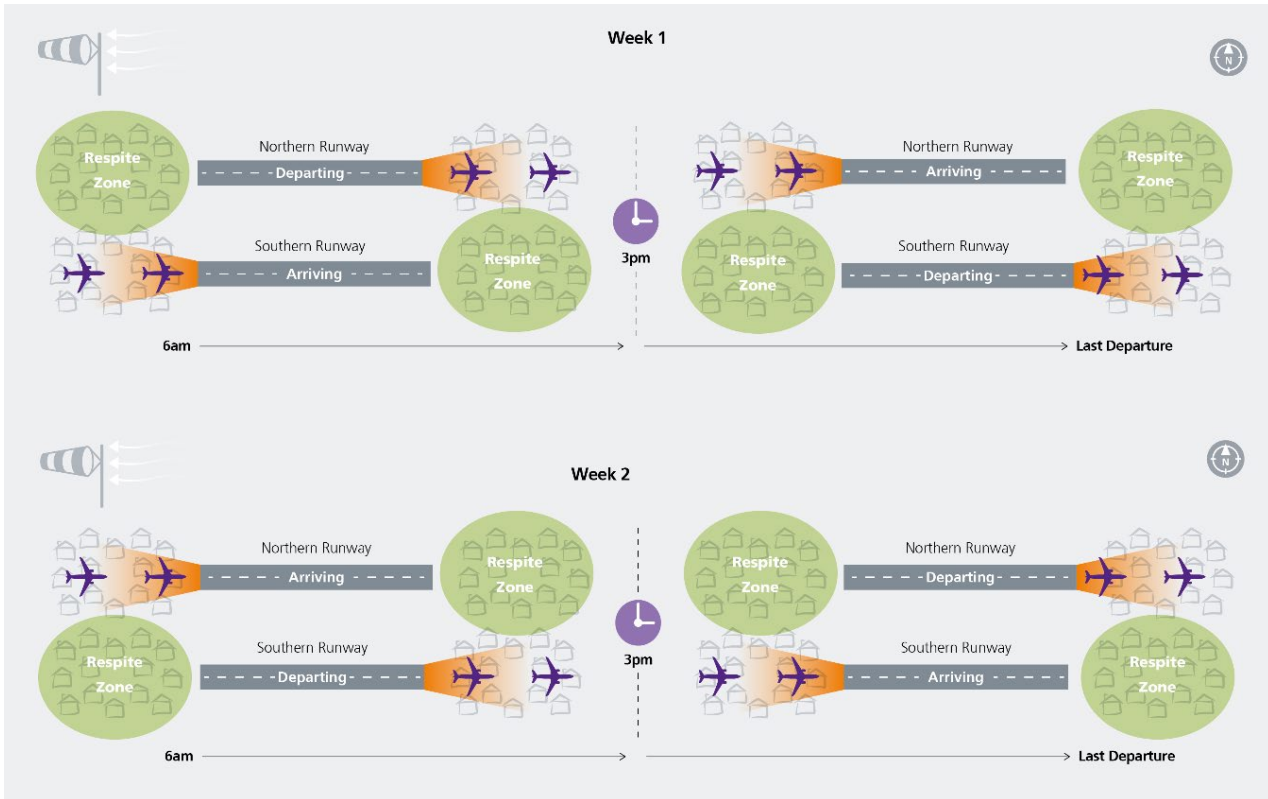 Week 1
N
Respite
Zone
Northern Runway
Departing
Southern Runway
Arriving
Respite
Zone
3pm
Northern Runway
Arriving
Respite
Zone
Respite
Zone
Southern Runway
Departing
6am
Last Departure
Week 2
N
Northern Runway
Arriving
Respite
Zone
Respite
Zone
Southern Runway
Departing
3pm
Respite
Zone
Northern Runway
Departing
Southern Runway
Arriving
Respite
Zone
6am
Last Departure